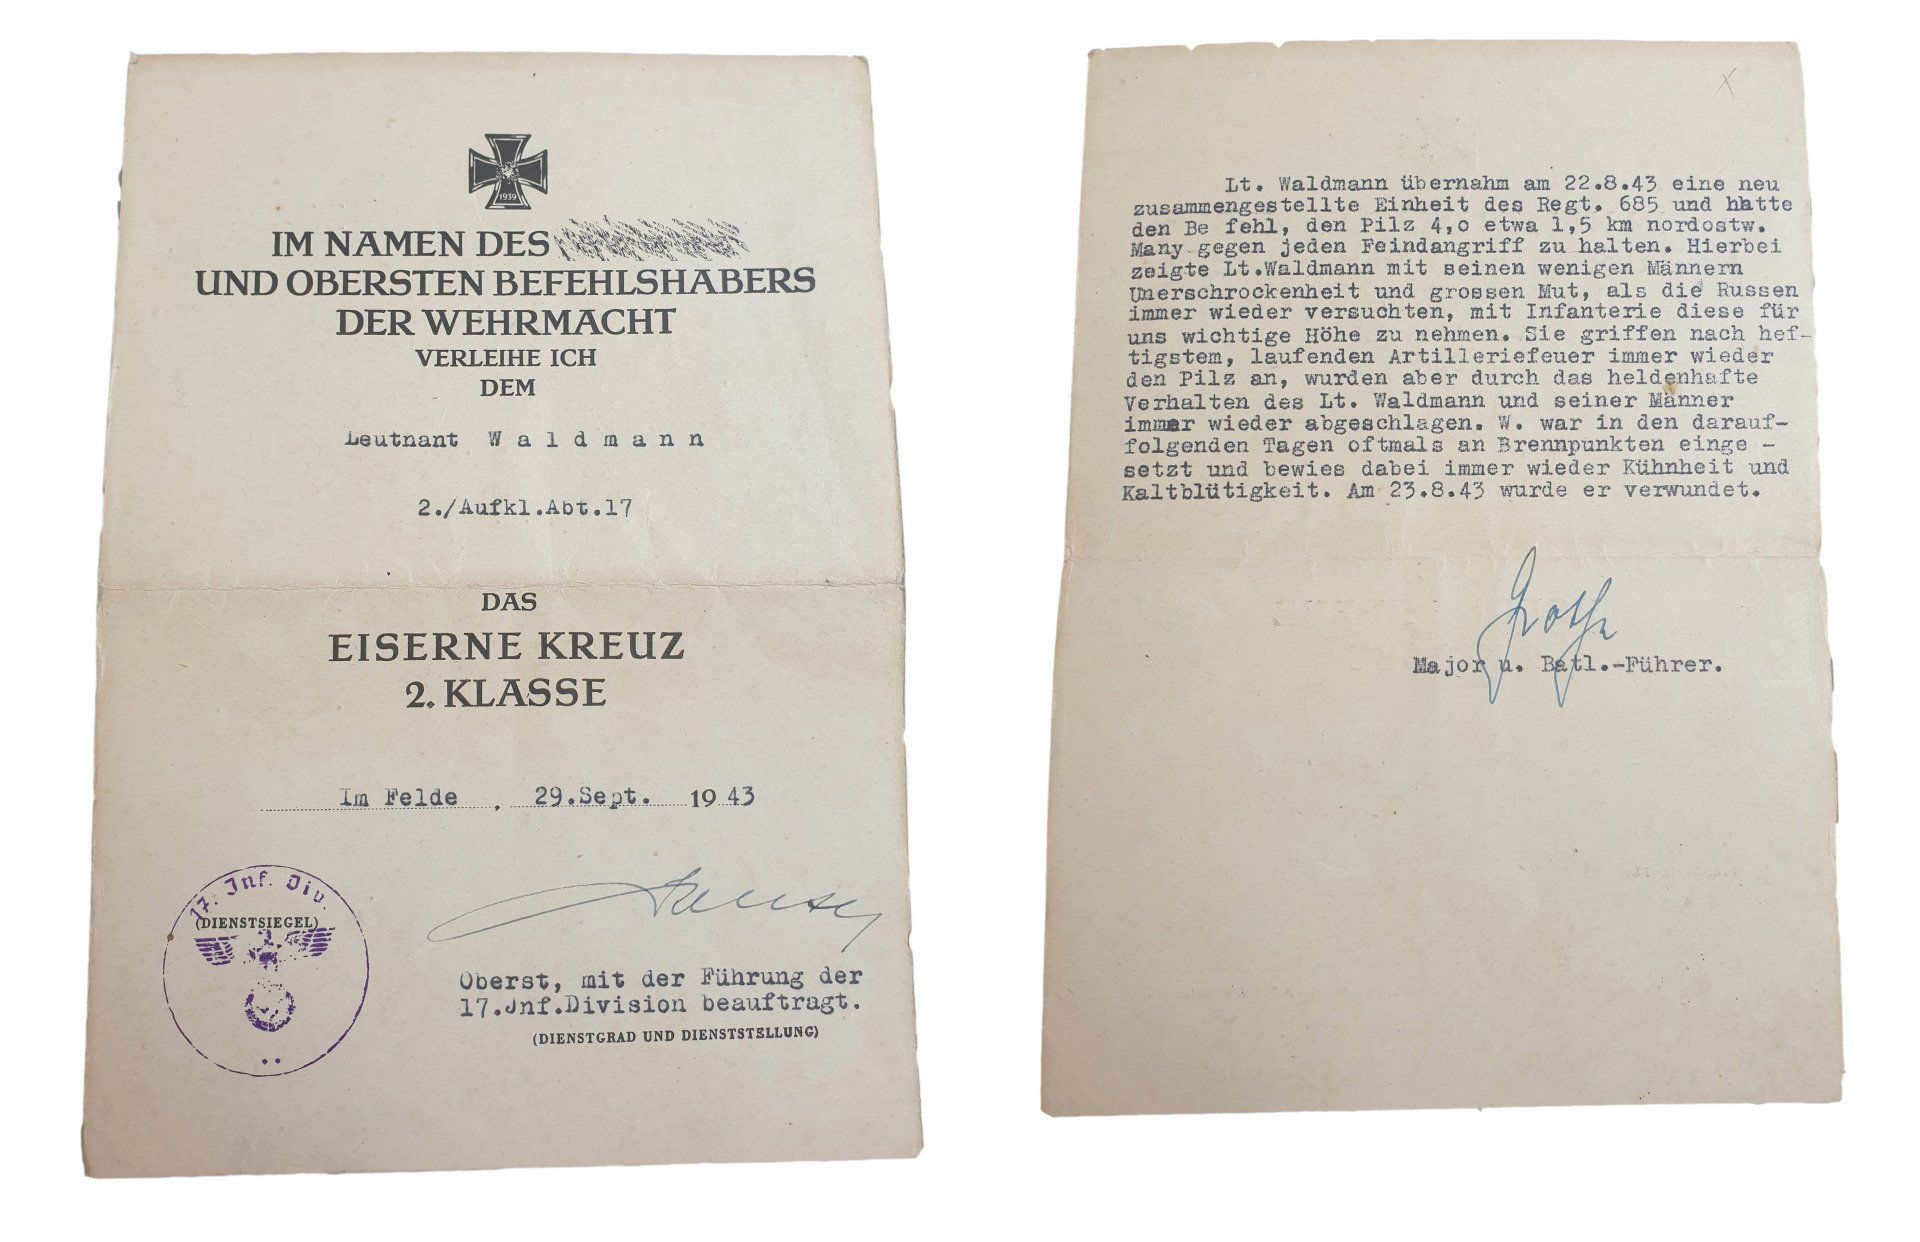 1939
IM NAMEN DES
UND OBERSTEN BEFEHLSHABERS
DER WEHRMACHT
VERLEIHE ICH
DEM
Leutnant W a l d m a n n
2./Aufkl.Abt.17
DAS
EISERNE KREUZ
2. KLASSE
Im Felde , 29.Sept. 19 43
17. Inf. Div.
(DIENSTSIEGEL)
Oberst, mit der Führung der
17.Jnf.Division beauftragt.
(DIENSTGRAD UND DIENSTSTELLUNG)
Lt. Waldmann übernahm am 22.8.43 eine neu
zusammengestellte Einheit des Regt. 685 und hatte
den Be fehl, den Pilz 4,o etwa 1,5 km nordostw.
Many gegen jeden Feindangriff zu halten. Hierbei
zeigte Lt.Waldmann mit seinen wenigen Männern
Unerschrockenheit und grossen Mut, als die Russen
immer wieder versuchten, mit Infanterie diese für
uns wichtige Höhe zu nehmen. Sie griffen nach hef-
tigstem, laufenden Artilleriefeuer immer wieder
den Pilz an, wurden aber durch das heldenhafte
Verhalten des Lt. Waldmann und seiner Männer
immer wieder abgeschlagen. W. war in den darauf-
folgenden Tagen oftmals an Brennpunkten einge -
setzt und bewies dabei immer wieder Kühnheit und
Kaltblütigkeit. Am 23.8.43 wurde er verwundet.
Major u. Batl.-Führer.